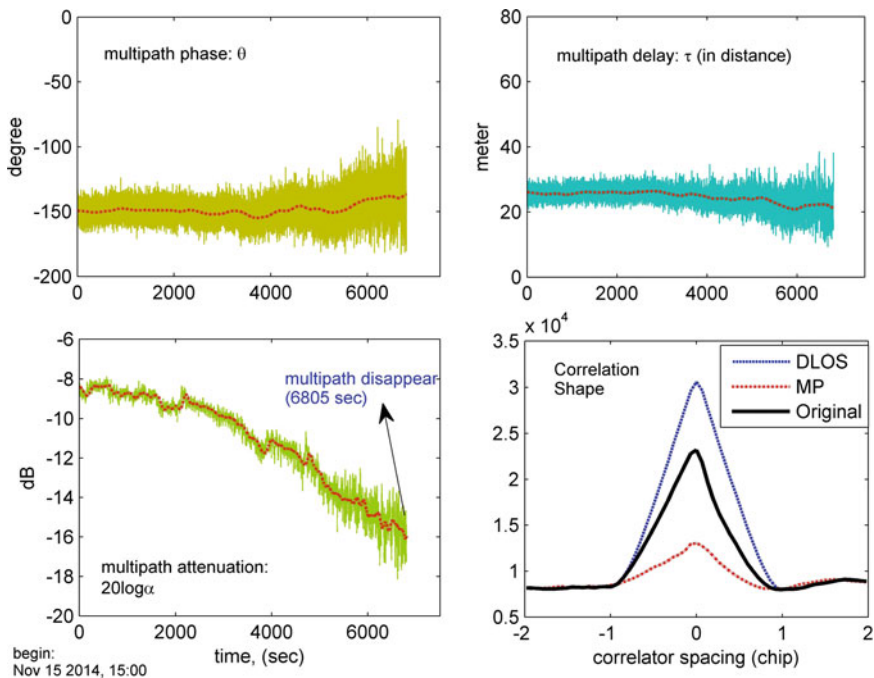 0
multipath phase: θ
-50
degree
-100
-150
-200
0
2000
4000
6000
80
multipath delay: τ (in distance)
60
meter
40
20
0
0
2000
4000
6000
-6
-8
multipath disappear
(6805 sec)
-10
-12
dB
-14
-16
multipath attenuation:
20logα
-18
-20
0
2000
4000
6000
time, (sec)
begin:
Nov 15 2014, 15:00
x 10⁴
3.5
Correlation
Shape
DLOS
MP
Original
3
2.5
2
1.5
1
0.5
-2
-1
0
1
2
correlator spacing (chip)